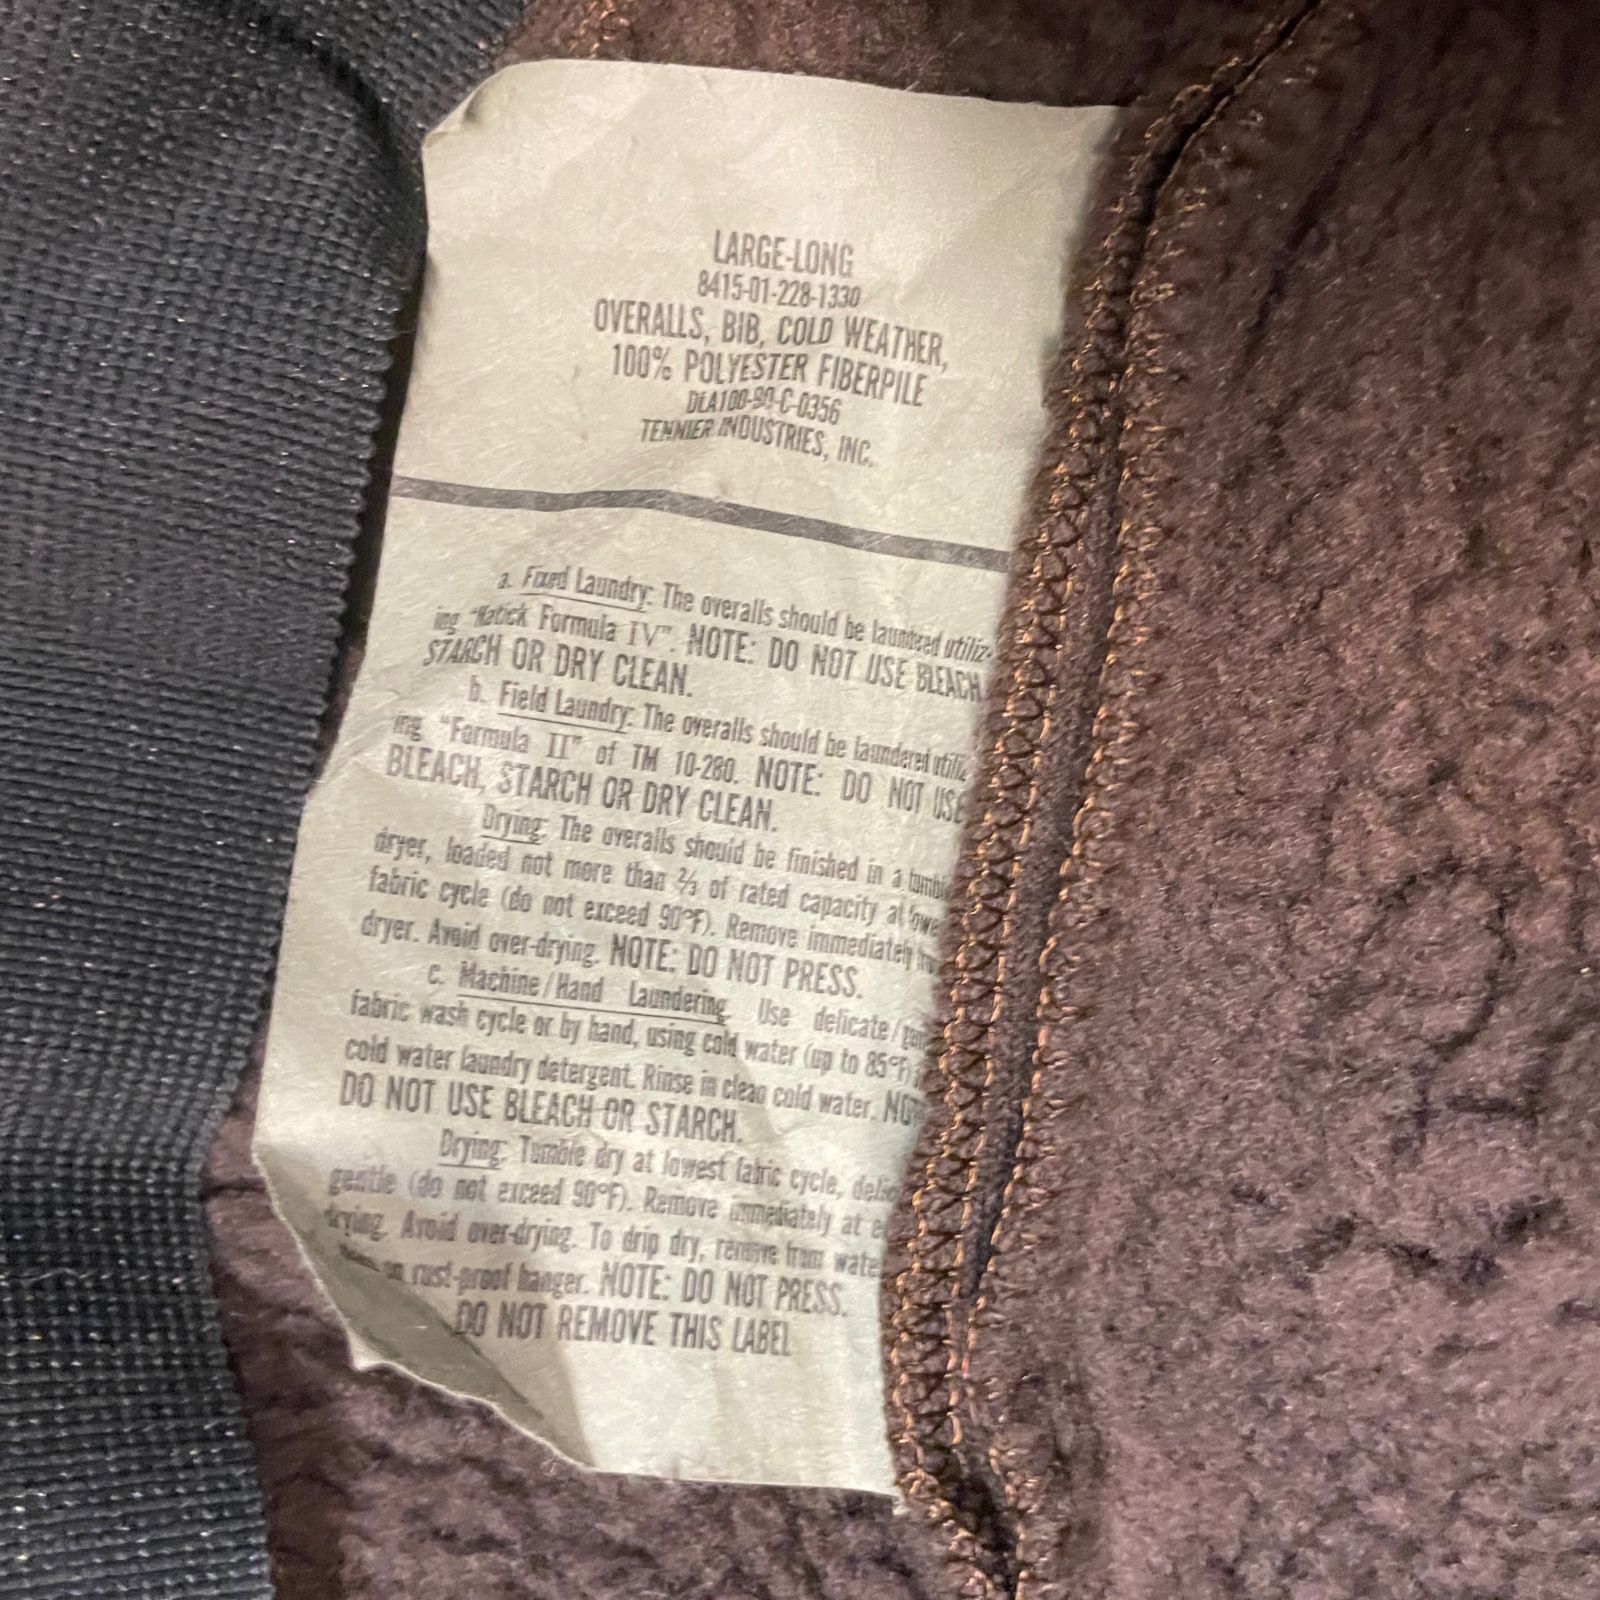 LARGE-LONG
8415-01-228-1330
OVERALLS, BIB, COLD WEATHER,
100% POLYESTER FIBERPILE
DLA100-90-C-0356
TENNIER INDUSTRIES, INC.
a. Fixed Laundry: The overalls should be laundered utiliz-
ing "Natick Formula IV". NOTE: DO NOT USE BLEACH
STARCH OR DRY CLEAN.
b. Field Laundry: The overalls should be laundered utiliz
ing "Formula II" of TM 10-280. NOTE: DO NOT USE
BLEACH, STARCH OR DRY CLEAN.
Drying: The overalls should be finished in a tumbl
dryer, loaded not more than ⅔ of rated capacity at lowe
fabric cycle (do not exceed 90°F). Remove immediately from
dryer. Avoid over-drying. NOTE: DO NOT PRESS.
c. Machine/Hand Laundering Use delicate/gen
fabric wash cycle or by hand, using cold water (up to 85°F)
cold water laundry detergent. Rinse in clean cold water. NOT
DO NOT USE BLEACH OR STARCH.
Drying: Tumble dry at lowest fabric cycle, delic
gentle (do not exceed 90°F). Remove immediately at e
drying. Avoid over-drying. To drip dry, remove from wate
on rust-proof hanger. NOTE: DO NOT PRESS.
DO NOT REMOVE THIS LABEL